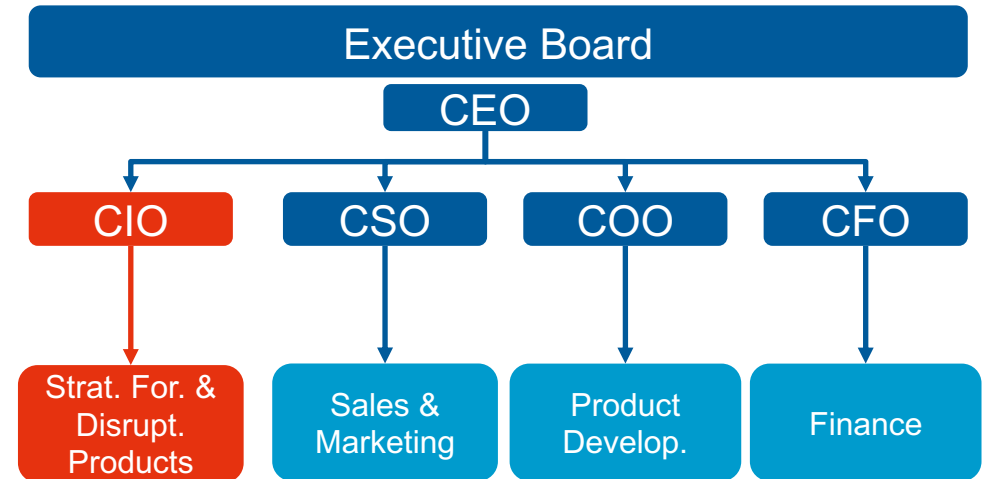 Executive Board
CEO
CIO
CSO
COO
CFO
Strat. For. &
Disrupt.
Products
Sales &
Marketing
Product
Develop.
Finance